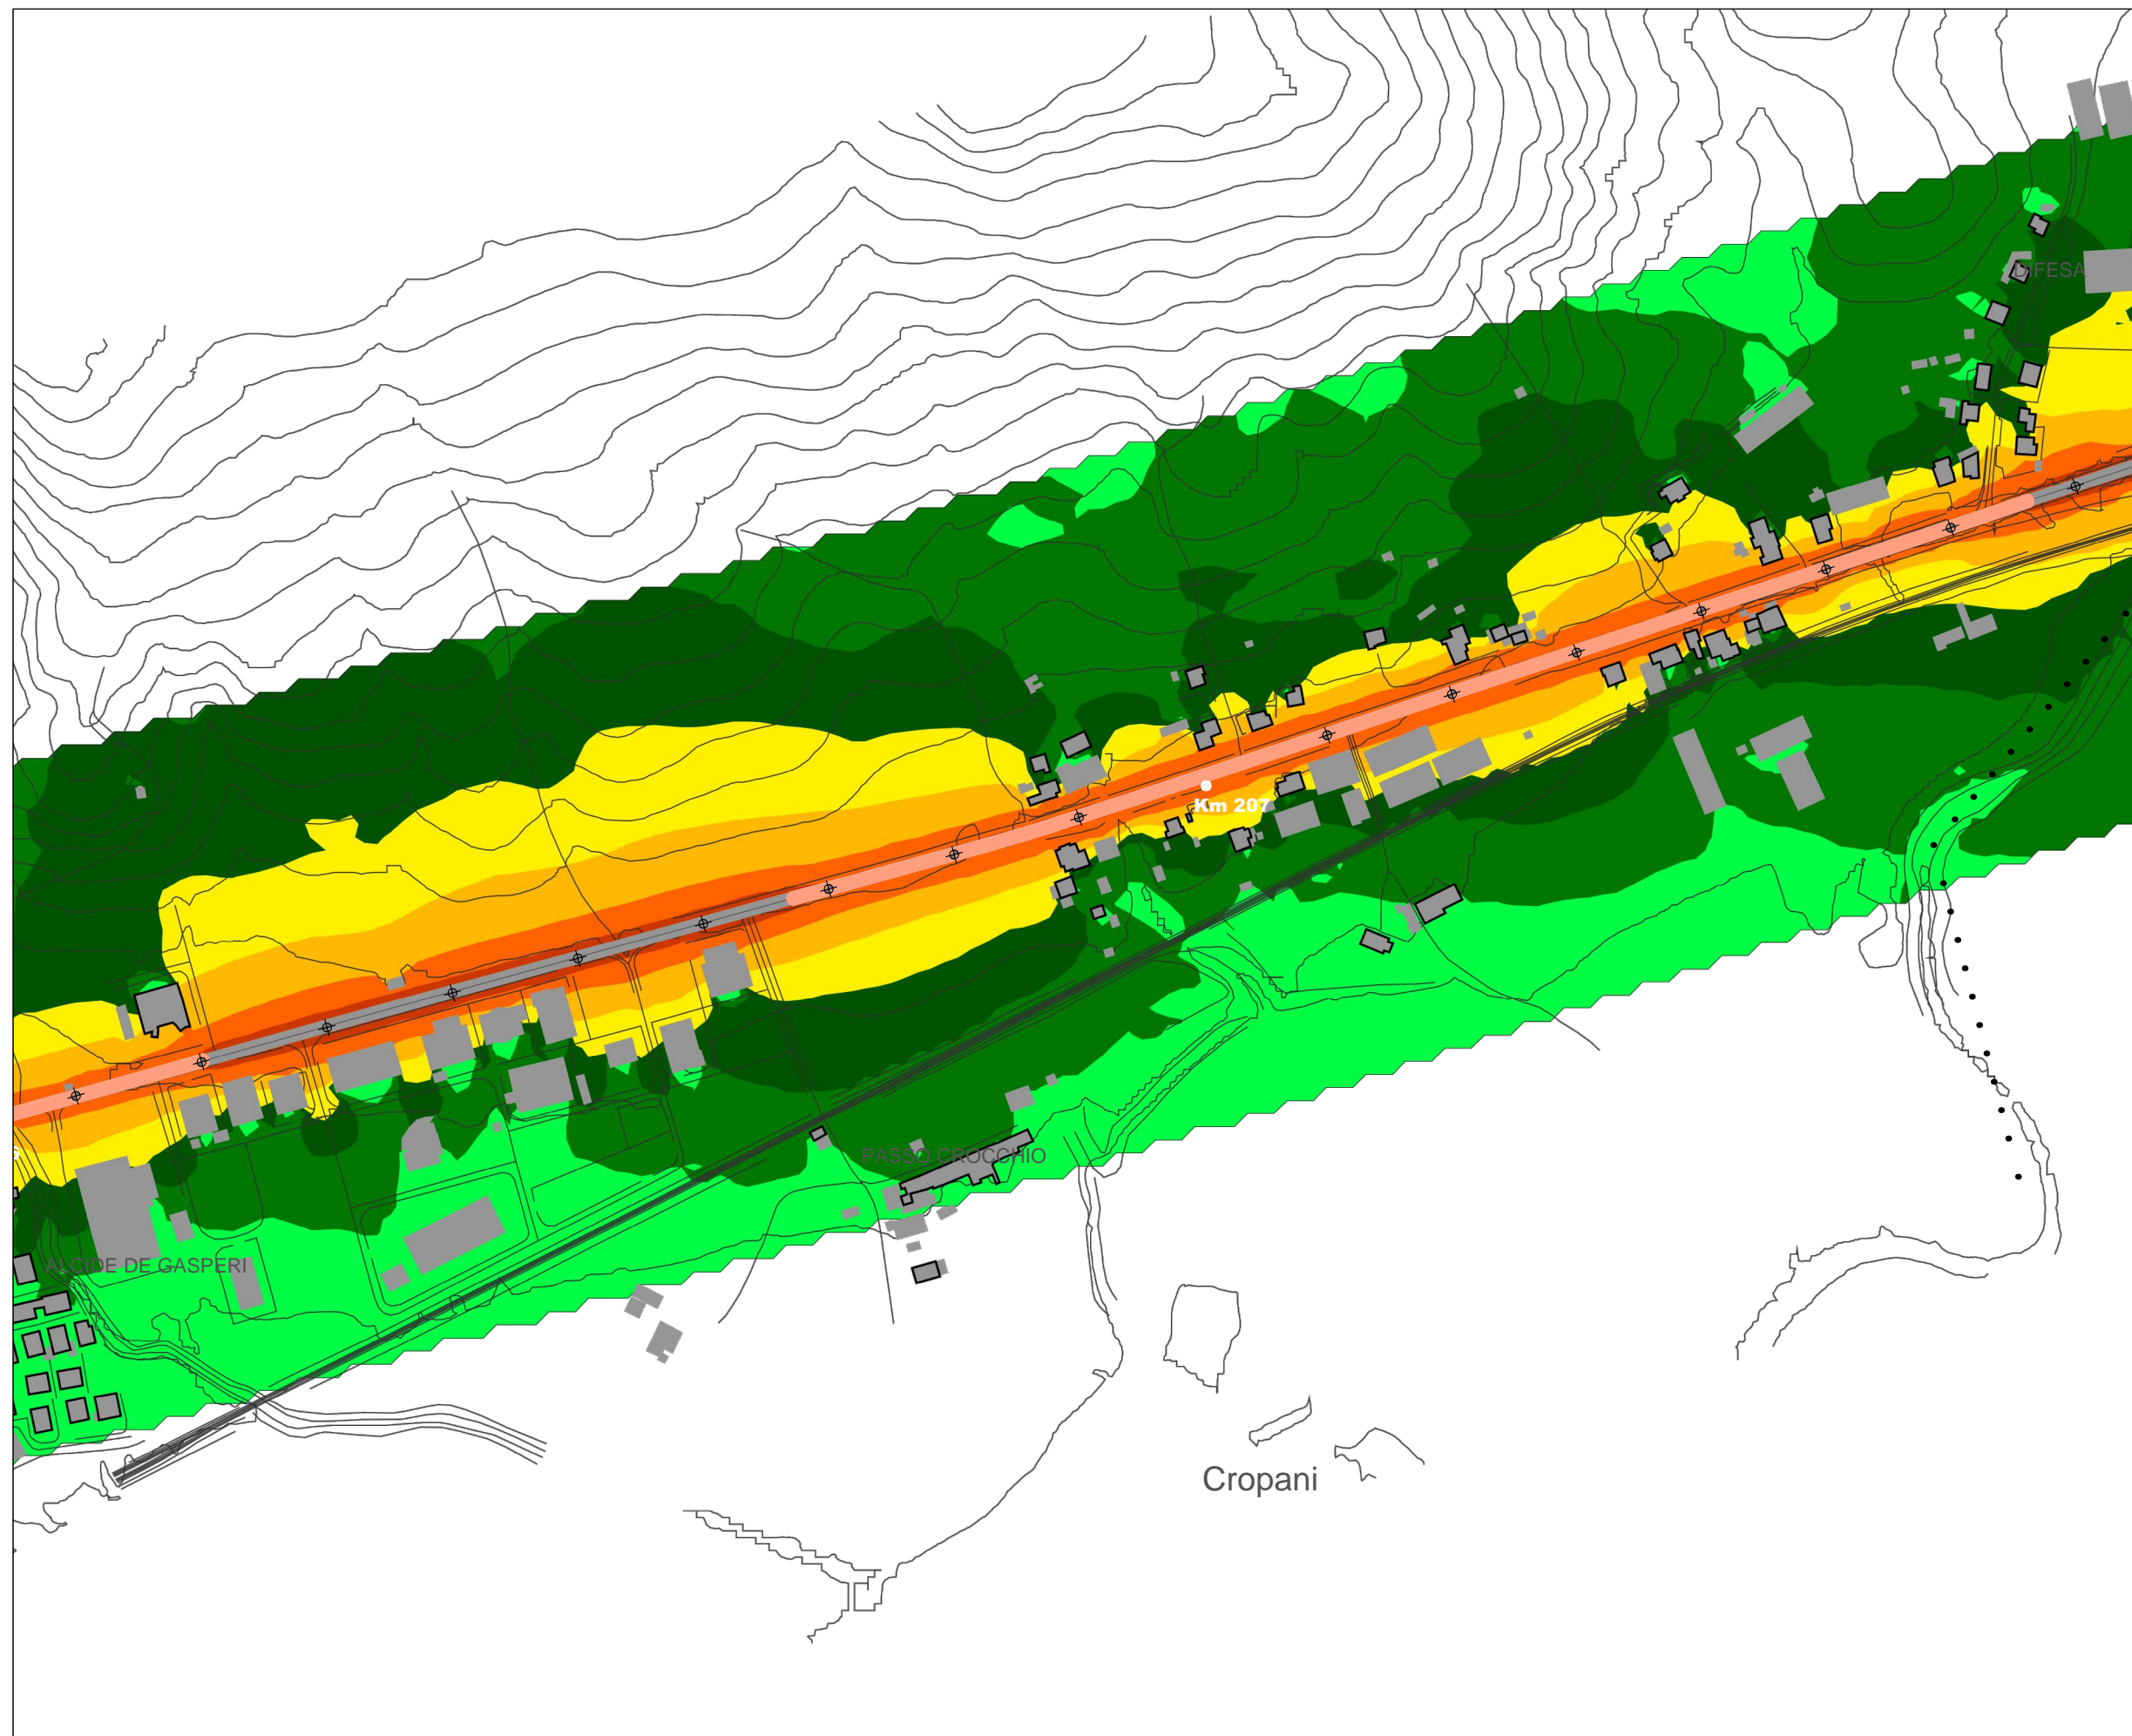 DIFESA
Km 207
PASSO CROCCHIO
ALCIDE DE GASPERI
Cropani